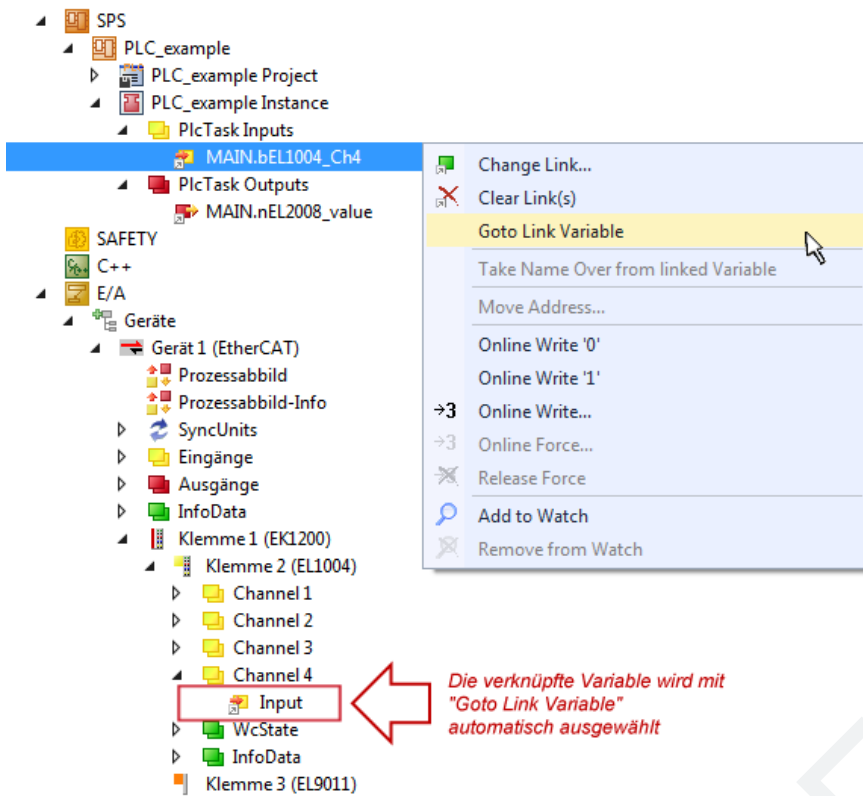 SPS
PLC_example
PLC_example Project
PLC_example Instance
PlcTask Inputs
MAIN.bEL1004_Ch4
PlcTask Outputs
MAIN.nEL2008_value
SAFETY
C++
E/A
Geräte
Gerät 1 (EtherCAT)
Prozessabbild
Prozessabbild-Info
SyncUnits
Eingänge
Ausgänge
InfoData
Klemme 1 (EK1200)
Klemme 2 (EL1004)
Channel 1
Channel 2
Channel 3
Channel 4
Input
WcState
InfoData
Klemme 3 (EL9011)
Change Link...
Clear Link(s)
Goto Link Variable
Take Name Over from linked Variable
Move Address...
Online Write '0'
Online Write '1'
→3 Online Write...
→3 Online Force...
Release Force
Add to Watch
Remove from Watch
Die verknüpfte Variable wird mit
"Goto Link Variable"
automatisch ausgewählt